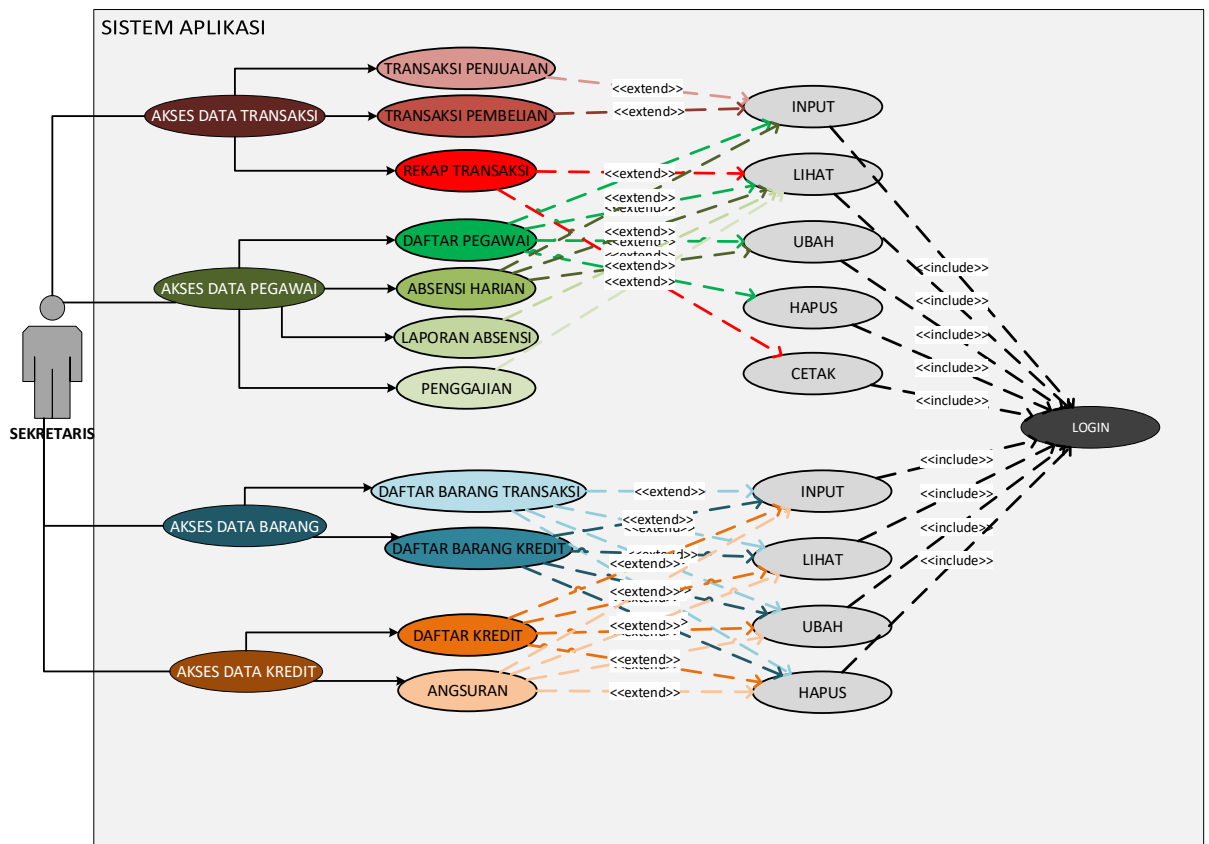 SISTEM APLIKASI
TRANSAKSI PENJUALAN
<<extend>>
INPUT
AKSES DATA TRANSAKSI
TRANSAKSI PEMBELIAN
<<extend>>
REKAP TRANSAKSI
<<extend>>
LIHAT
<<extend>>
<<extend>>
DAFTAR PEGAWAI
<<extend>>
<<extend>>
<<extend>>
<<extend>>
UBAH
<<include>>
AKSES DATA PEGAWAI
ABSENSI HARIAN
<<extend>>
HAPUS
<<include>>
LAPORAN ABSENSI
<<include>>
PENGGAJIAN
CETAK
<<include>>
<<include>>
SEKRETARIS
LOGIN
DAFTAR BARANG TRANSAKSI
<<extend>>
INPUT
<<include>>
AKSES DATA BARANG
<<extend>>
<<include>>
DAFTAR BARANG KREDIT
<<extend>>
<<extend>>
LIHAT
<<include>>
<<include>>
<<extend>>
DAFTAR KREDIT
<<extend>>
UBAH
AKSES DATA KREDIT
<<extend>>
ANGSURAN
<<extend>>
HAPUS